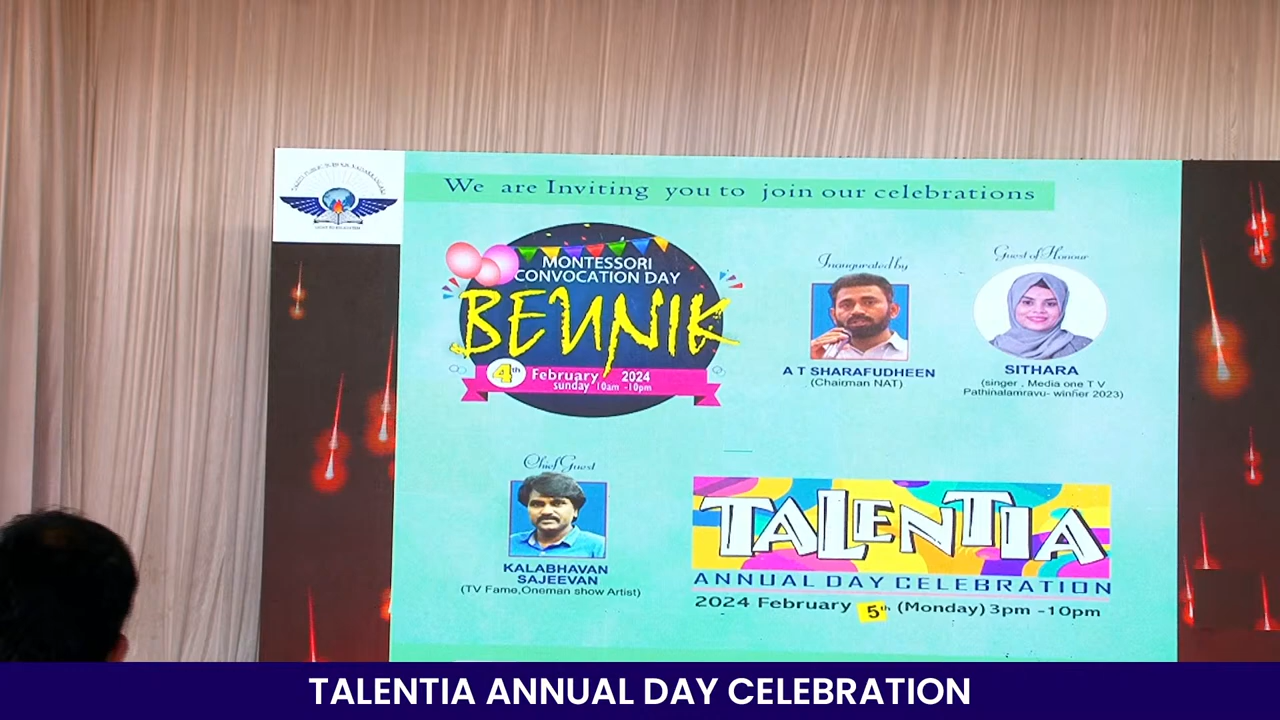 We are Inviting you to join our celebrations
MONTESSORI
CONVOCATION DAY
BEUNIK
4th February 2024
sunday 10am -10pm
Inaugurated by
A T SHARAFUDHEEN
(Chairman NAT)
Guest of Honour
SITHARA
(singer , Media one T V
Pathinalamravu- winner 2023)
Chief Guest
KALABHAVAN
SAJEEVAN
(TV Fame,Oneman show Artist)
TALENTIA
ANNUAL DAY CELEBRATION
2024 February 5th (Monday) 3pm -10pm
TALENTIA ANNUAL DAY CELEBRATION